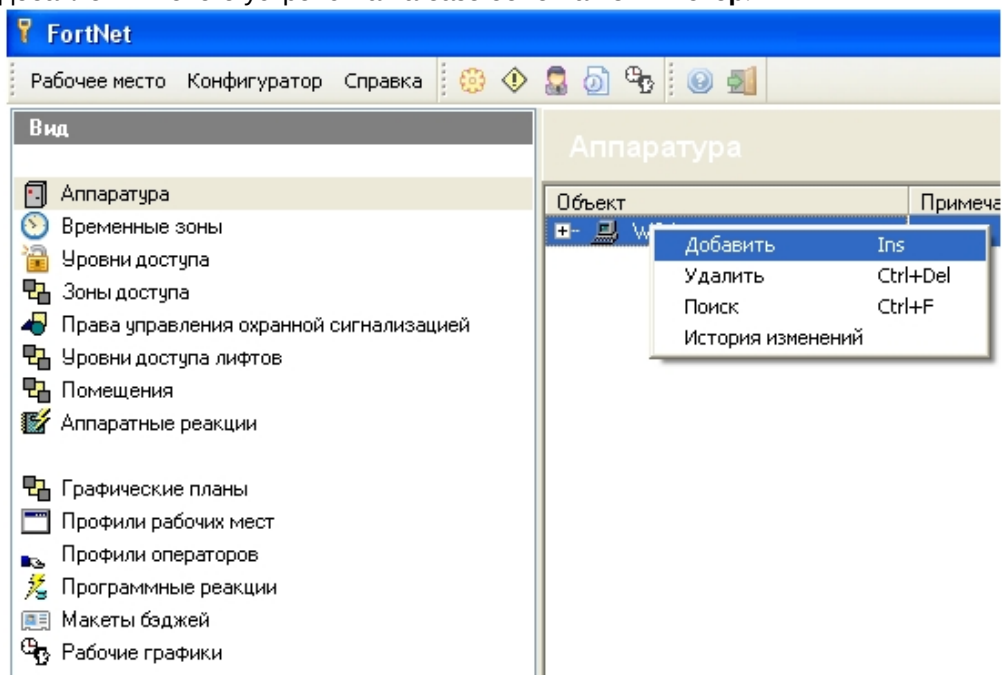 FortNet
Рабочее место Конфигуратор Справка
Вид
Аппаратура
Временные зоны
Уровни доступа
Зоны доступа
Права управления охранной сигнализацией
Уровни доступа лифтов
Помещения
Аппаратные реакции
Графические планы
Профили рабочих мест
Профили операторов
Программные реакции
Макеты бэджей
Рабочие графики
Аппаратура
Объект Примеча
Добавить Ins
Удалить Ctrl+Del
Поиск Ctrl+F
История изменений